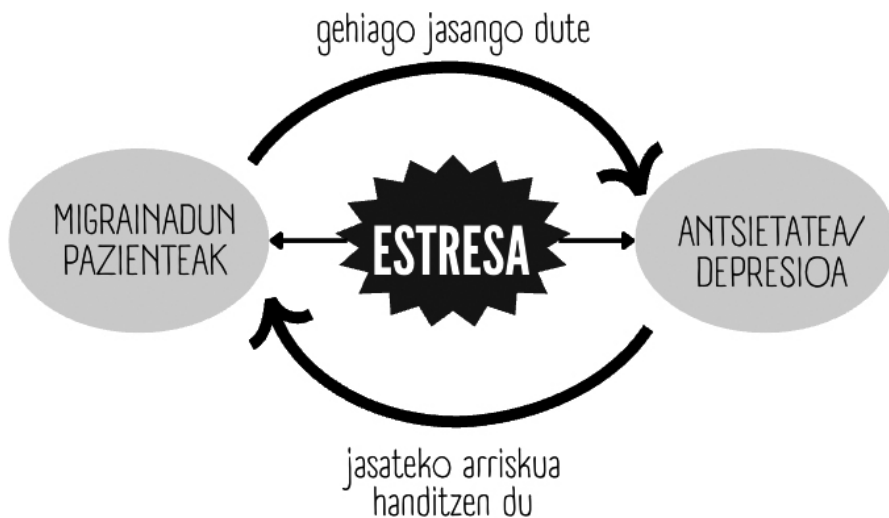 gehiago jasango dute
MIGRAINADUN
PAZIENTEAK
ESTRESA
ANTSIETATEA/
DEPRESIOA
jasateko arriskua
handitzen du